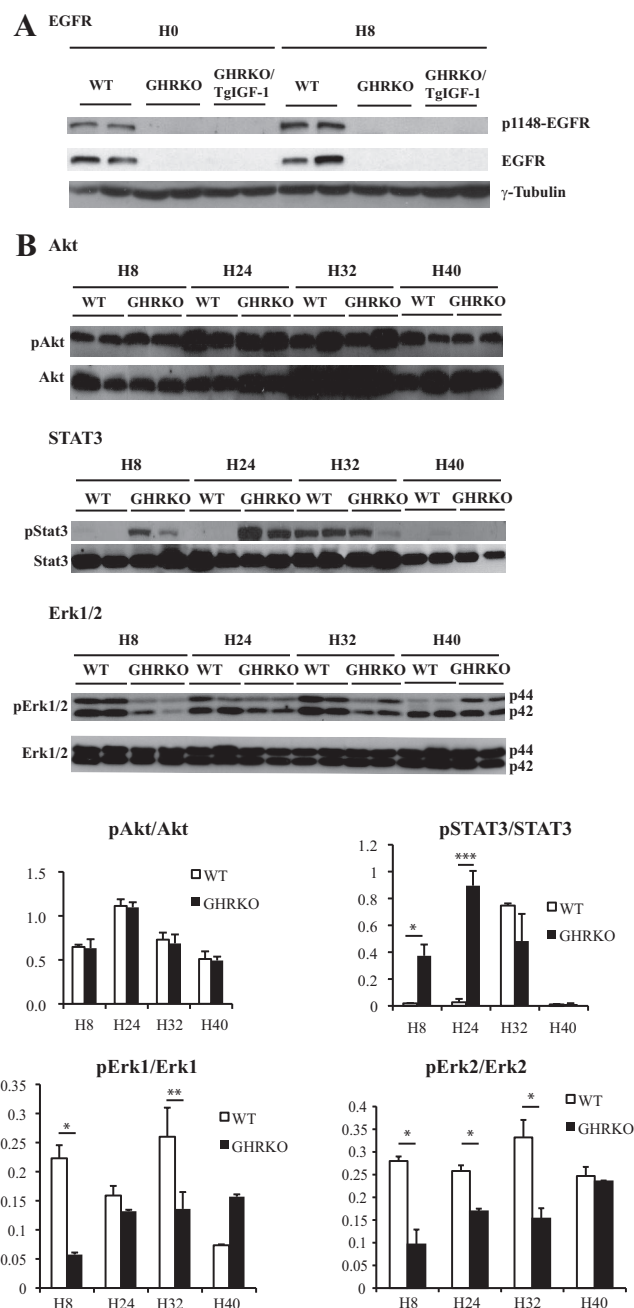 A EGFR
H0 H8
WT GHRKO GHRKO/ TgIGF-1 WT GHRKO GHRKO/ TgIGF-1
p1148-EGFR
EGFR
γ-Tubulin
B Akt
H8 H24 H32 H40
WT GHRKO WT GHRKO WT GHRKO WT GHRKO
pAkt
Akt
STAT3
H8 H24 H32 H40
WT GHRKO WT GHRKO WT GHRKO WT GHRKO
pStat3
Stat3
Erk1/2
H8 H24 H32 H40
WT GHRKO WT GHRKO WT GHRKO WT GHRKO
pErk1/2 p44
p42
Erk1/2 p44
p42
pAkt/Akt
1.5
1.0
0.5
0.0
H8 H24 H32 H40
WT
GHRKO
pSTAT3/STAT3
1.2
1
0.8
0.6
0.4
0.2
0
* ***
H8 H24 H32 H40
WT
GHRKO
pErk1/Erk1
0.35
0.3
0.25
0.2
0.15
0.1
0.05
0
* **
H8 H24 H32 H40
WT
GHRKO
pErk2/Erk2
0.4
0.35
0.3
0.25
0.2
0.15
0.1
0.05
0
* * *
H8 H24 H32 H40
WT
GHRKO